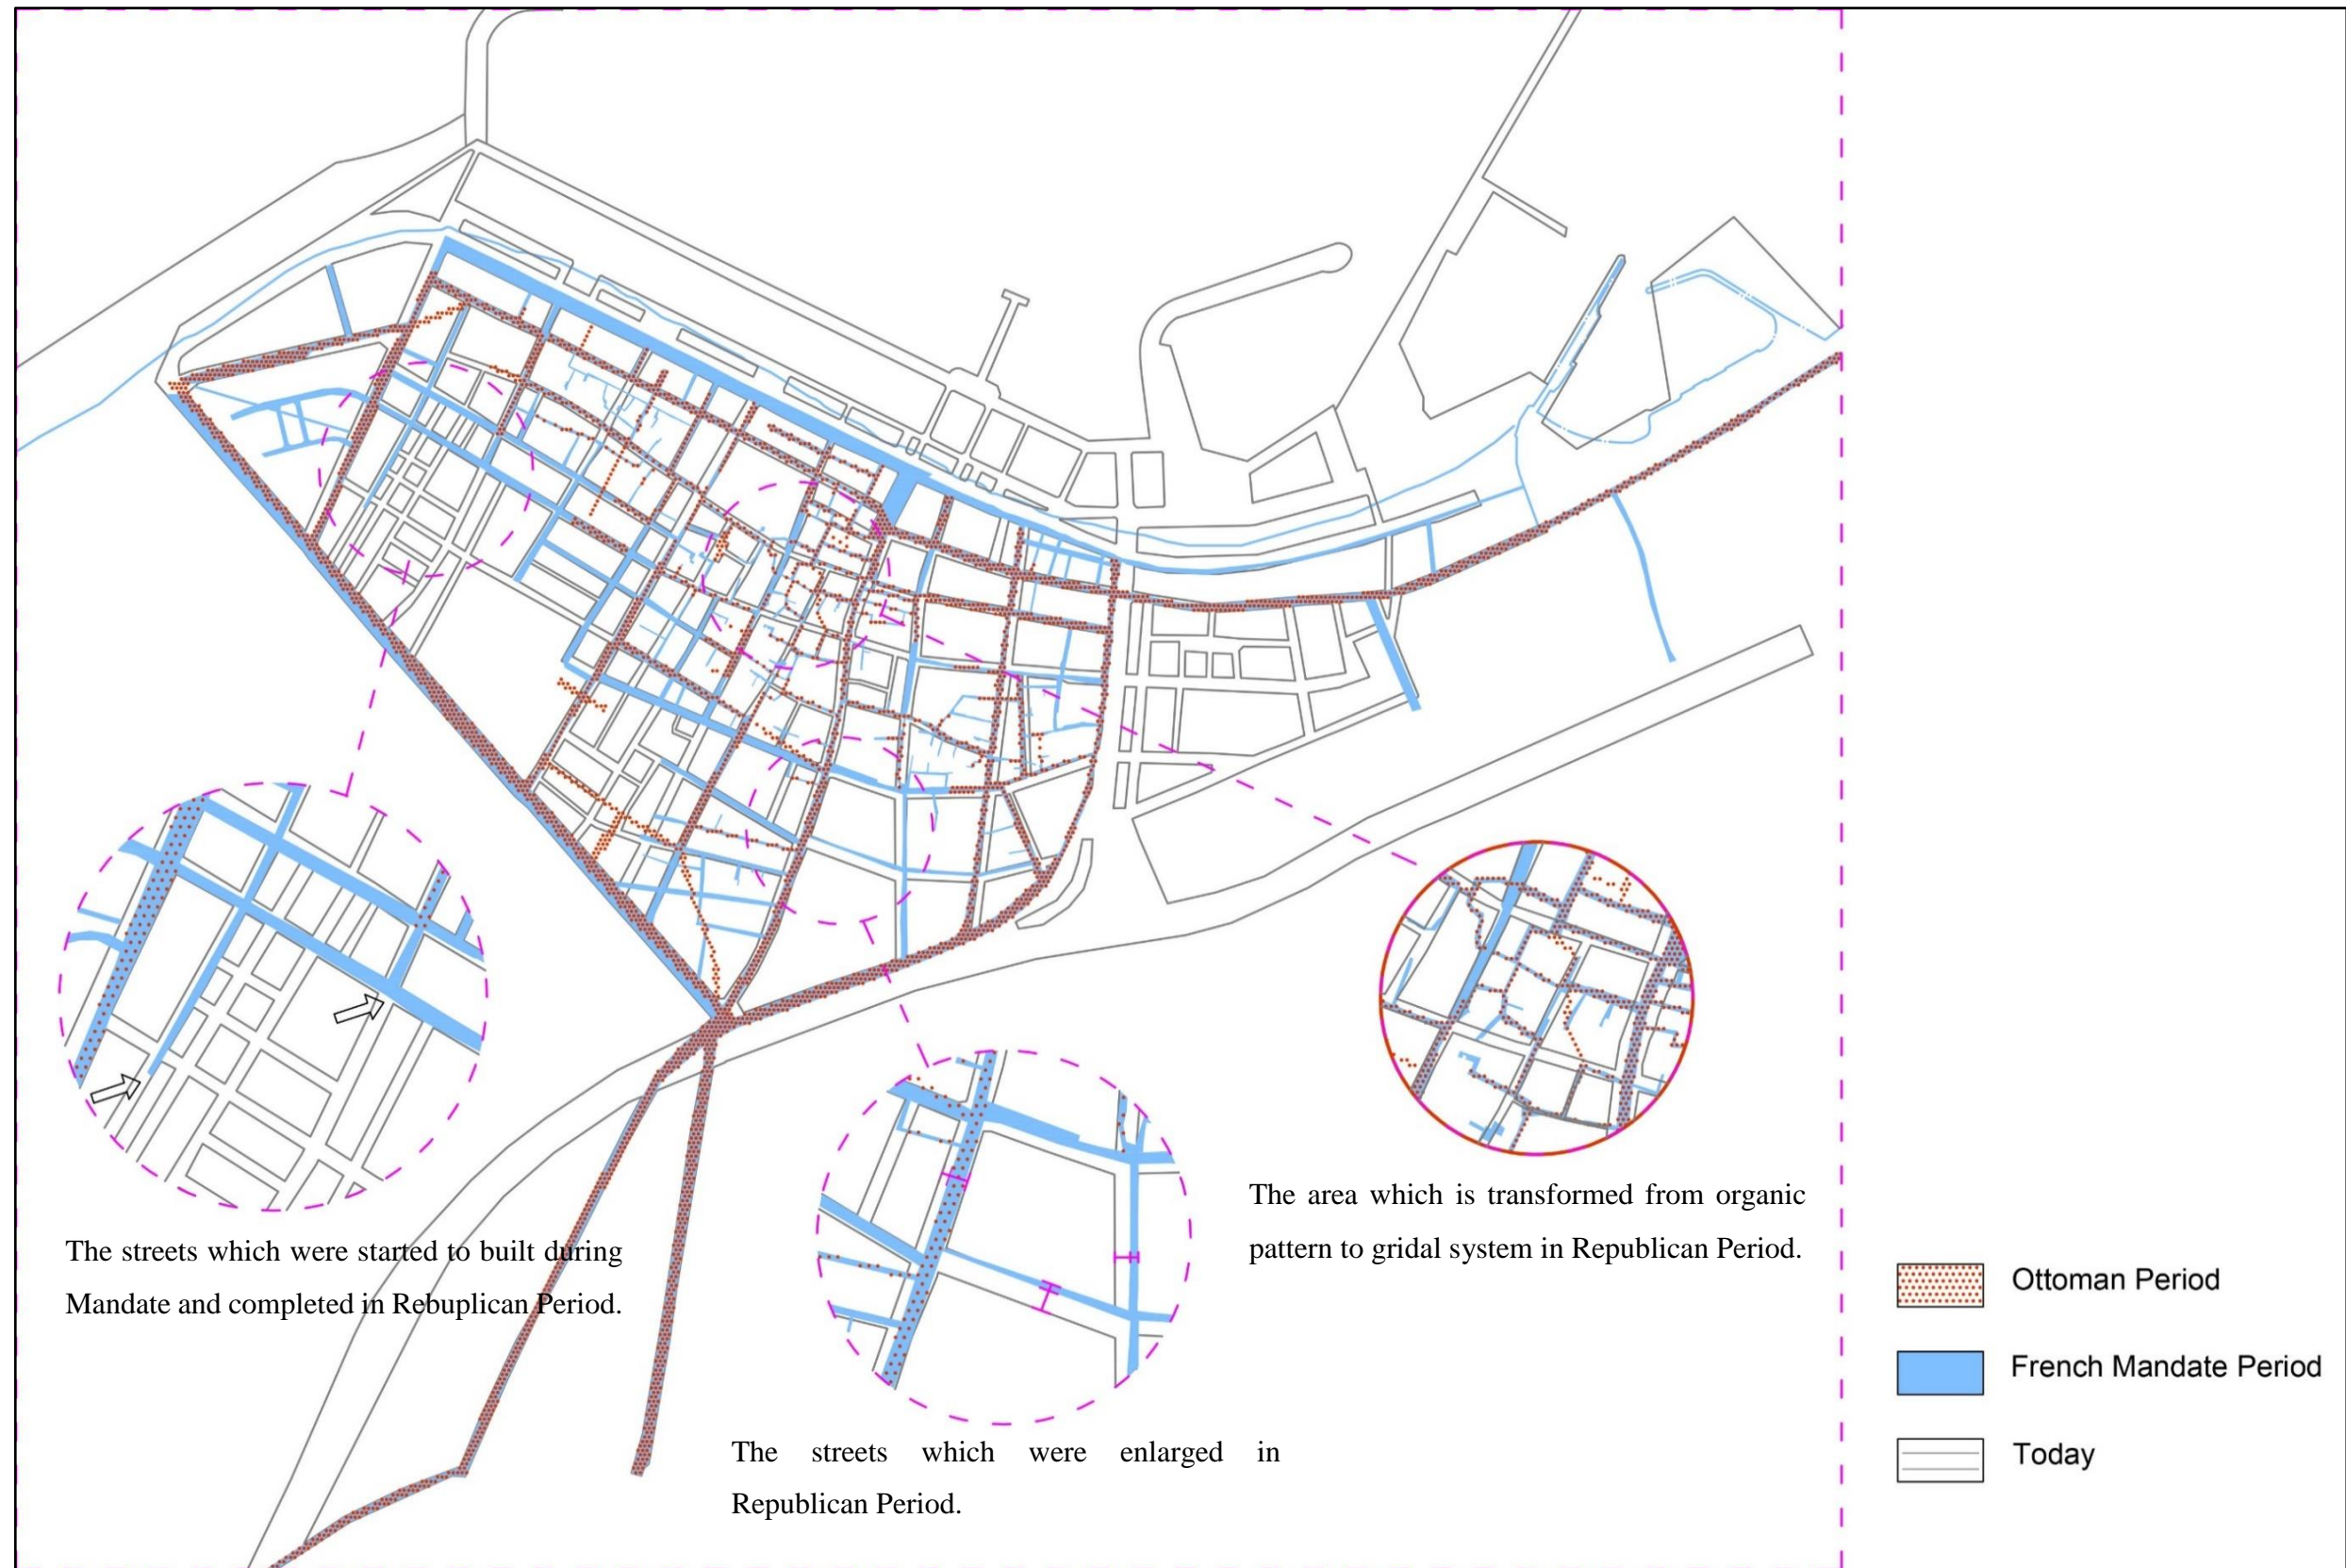 The streets which were started to built during
Mandate and completed in Rebuplican Period.
The streets which were enlarged in
Republican Period.
The area which is transformed from organic
pattern to gridal system in Republican Period.
Ottoman Period
French Mandate Period
Today